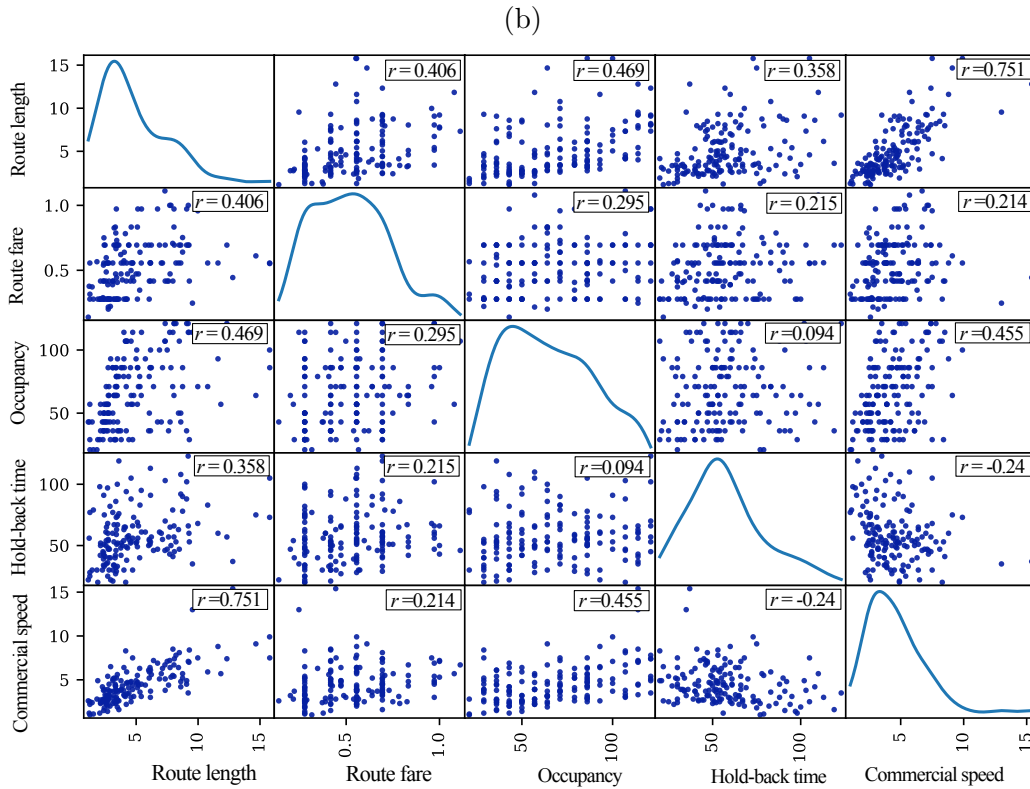 (b)
15
10
5
Route length
r = 0.406
r = 0.469
r = 0.358
r = 0.751
1.0
0.5
Route fare
r = 0.406
r = 0.295
r = 0.215
r = 0.214
100
50
Occupancy
r = 0.469
r = 0.295
r =0.094
r =0.455
100
50
Hold-back time
r = 0.358
r = 0.215
r = 0.094
r = -0.24
15
10
5
Commercial speed
r =0.751
r =0.214
r =0.455
r = -0.24
5 10 15 0.5 1.0 50 100 50 100 5 10 15
Route length Route fare Occupancy Hold-back time Commercial speed